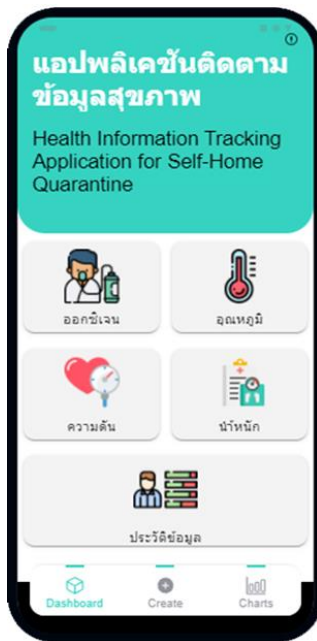 แอปพลิเคชันติดตาม
ข้อมูลสุขภาพ
Health Information Tracking
Application for Self-Home
Quarantine
ออกซิเจน
อุณหภูมิ
ความดัน
น้ำหนัก
ประวัติข้อมูล
Dashboard
Create
Charts